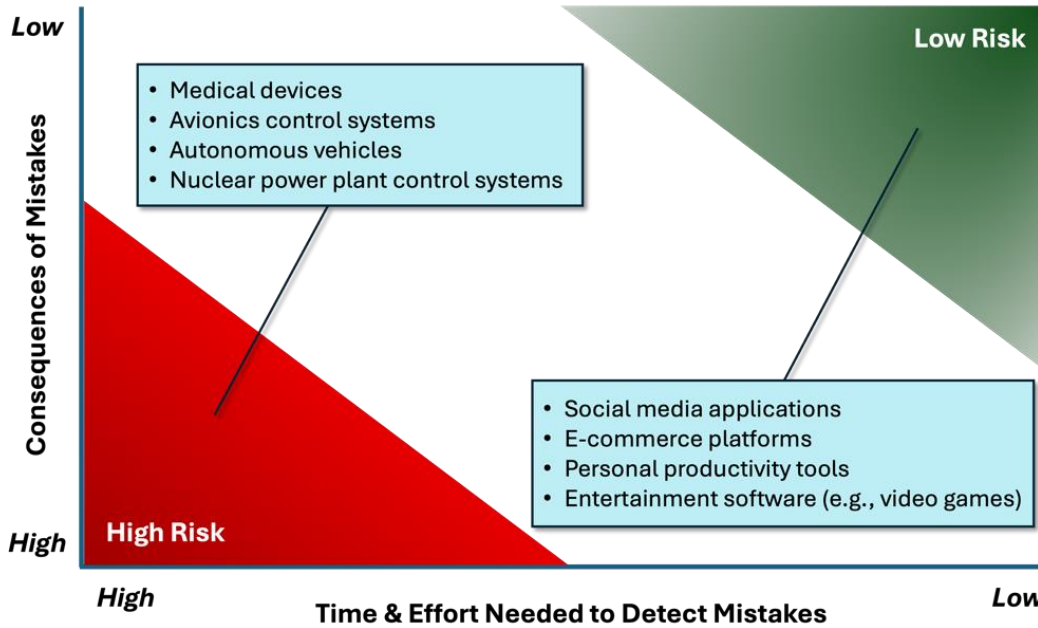 Low
Low Risk
• Medical devices
• Avionics control systems
• Autonomous vehicles
• Nuclear power plant control systems
Consequences of Mistakes
• Social media applications
• E-commerce platforms
• Personal productivity tools
• Entertainment software (e.g., video games)
High Risk
High
High
Low
Time & Effort Needed to Detect Mistakes